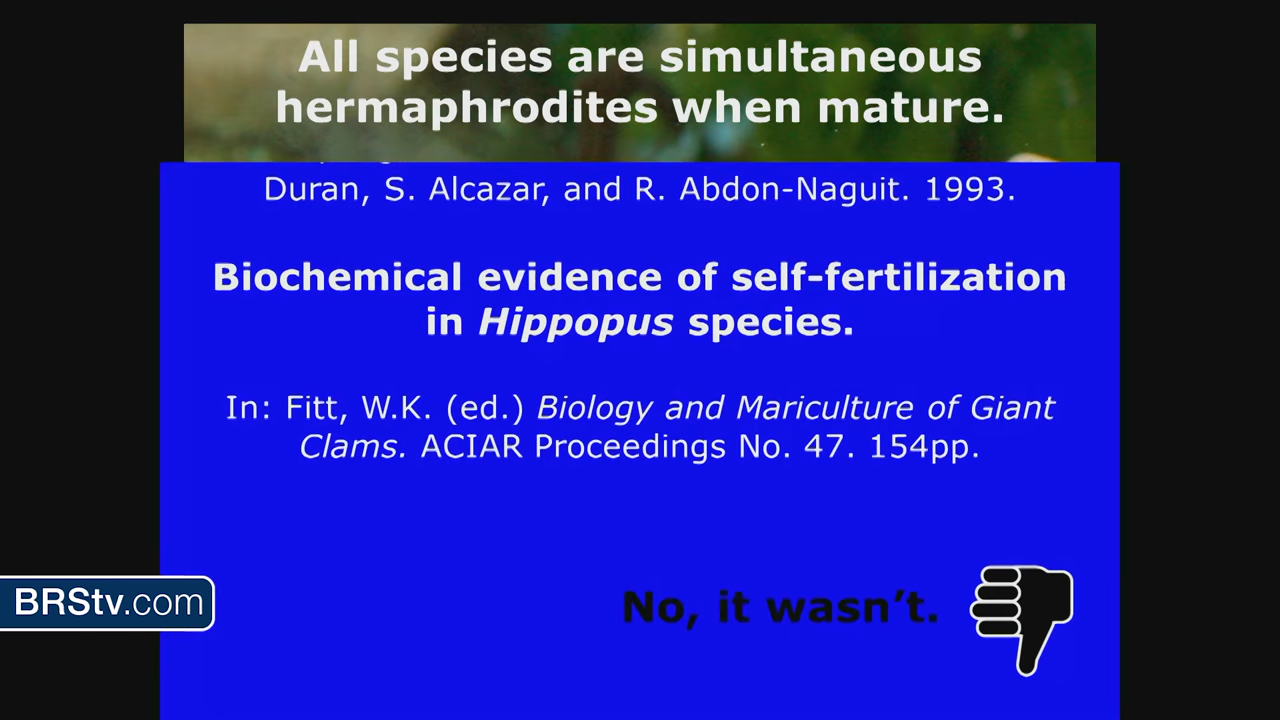 All species are simultaneous
hermaphrodites when mature.
Duran, S. Alcazar, and R. Abdon-Naguit. 1993.
Biochemical evidence of self-fertilization
in Hippopus species.
In: Fitt, W.K. (ed.) Biology and Mariculture of Giant
Clams. ACIAR Proceedings No. 47. 154pp.
BRStv.com
No, it wasn’t.